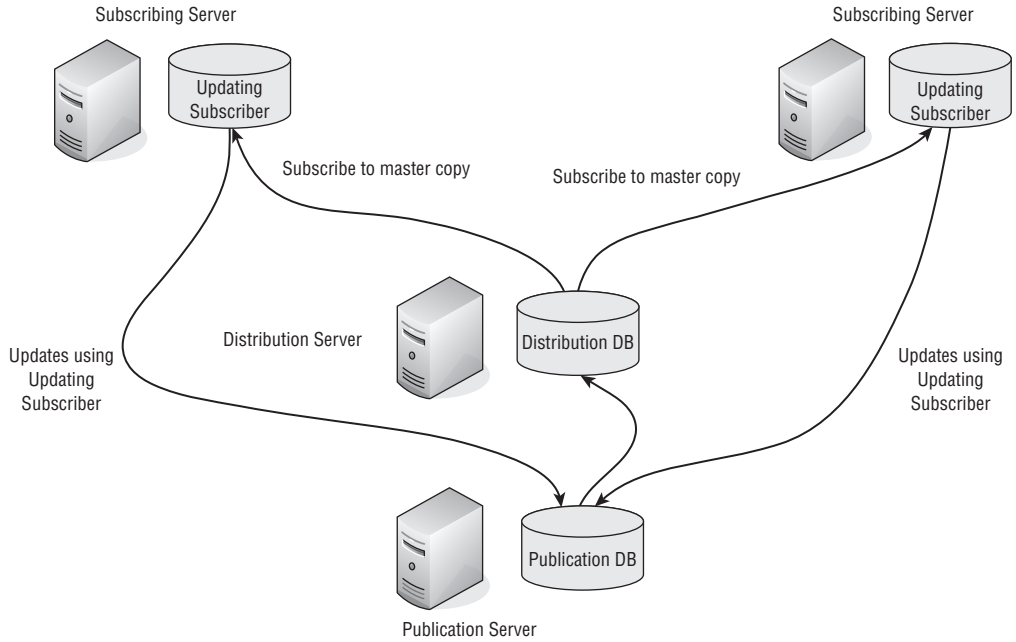 Subscribing Server
Subscribing Server
Updating
Subscriber
Updating
Subscriber
Subscribe to master copy
Subscribe to master copy
Distribution Server
Distribution DB
Updates using
Updating
Subscriber
Updates using
Updating
Subscriber
Publication DB
Publication Server